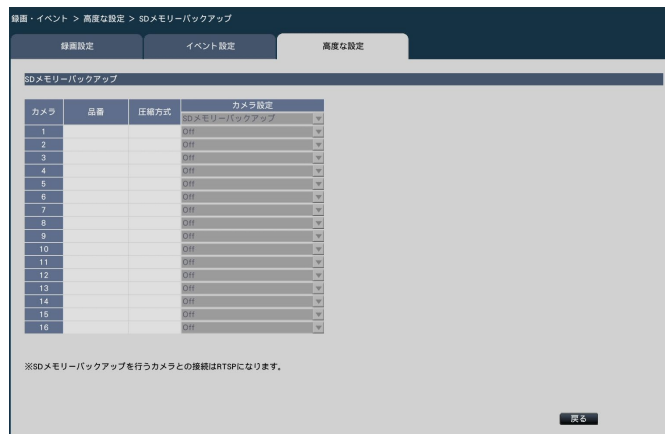 録画・イベント > 高度な設定 > SDメモリーバックアップ
録画設定 イベント設定 高度な設定
SDメモリーバックアップ
カメラ 品番 圧縮方式 カメラ設定
SDメモリーバックアップ
1 Off
2 Off
3 Off
4 Off
5 Off
6 Off
7 Off
8 Off
9 Off
10 Off
11 Off
12 Off
13 Off
14 Off
15 Off
16 Off
※SDメモリーバックアップを行うカメラとの接続はRTSPになります。
戻る